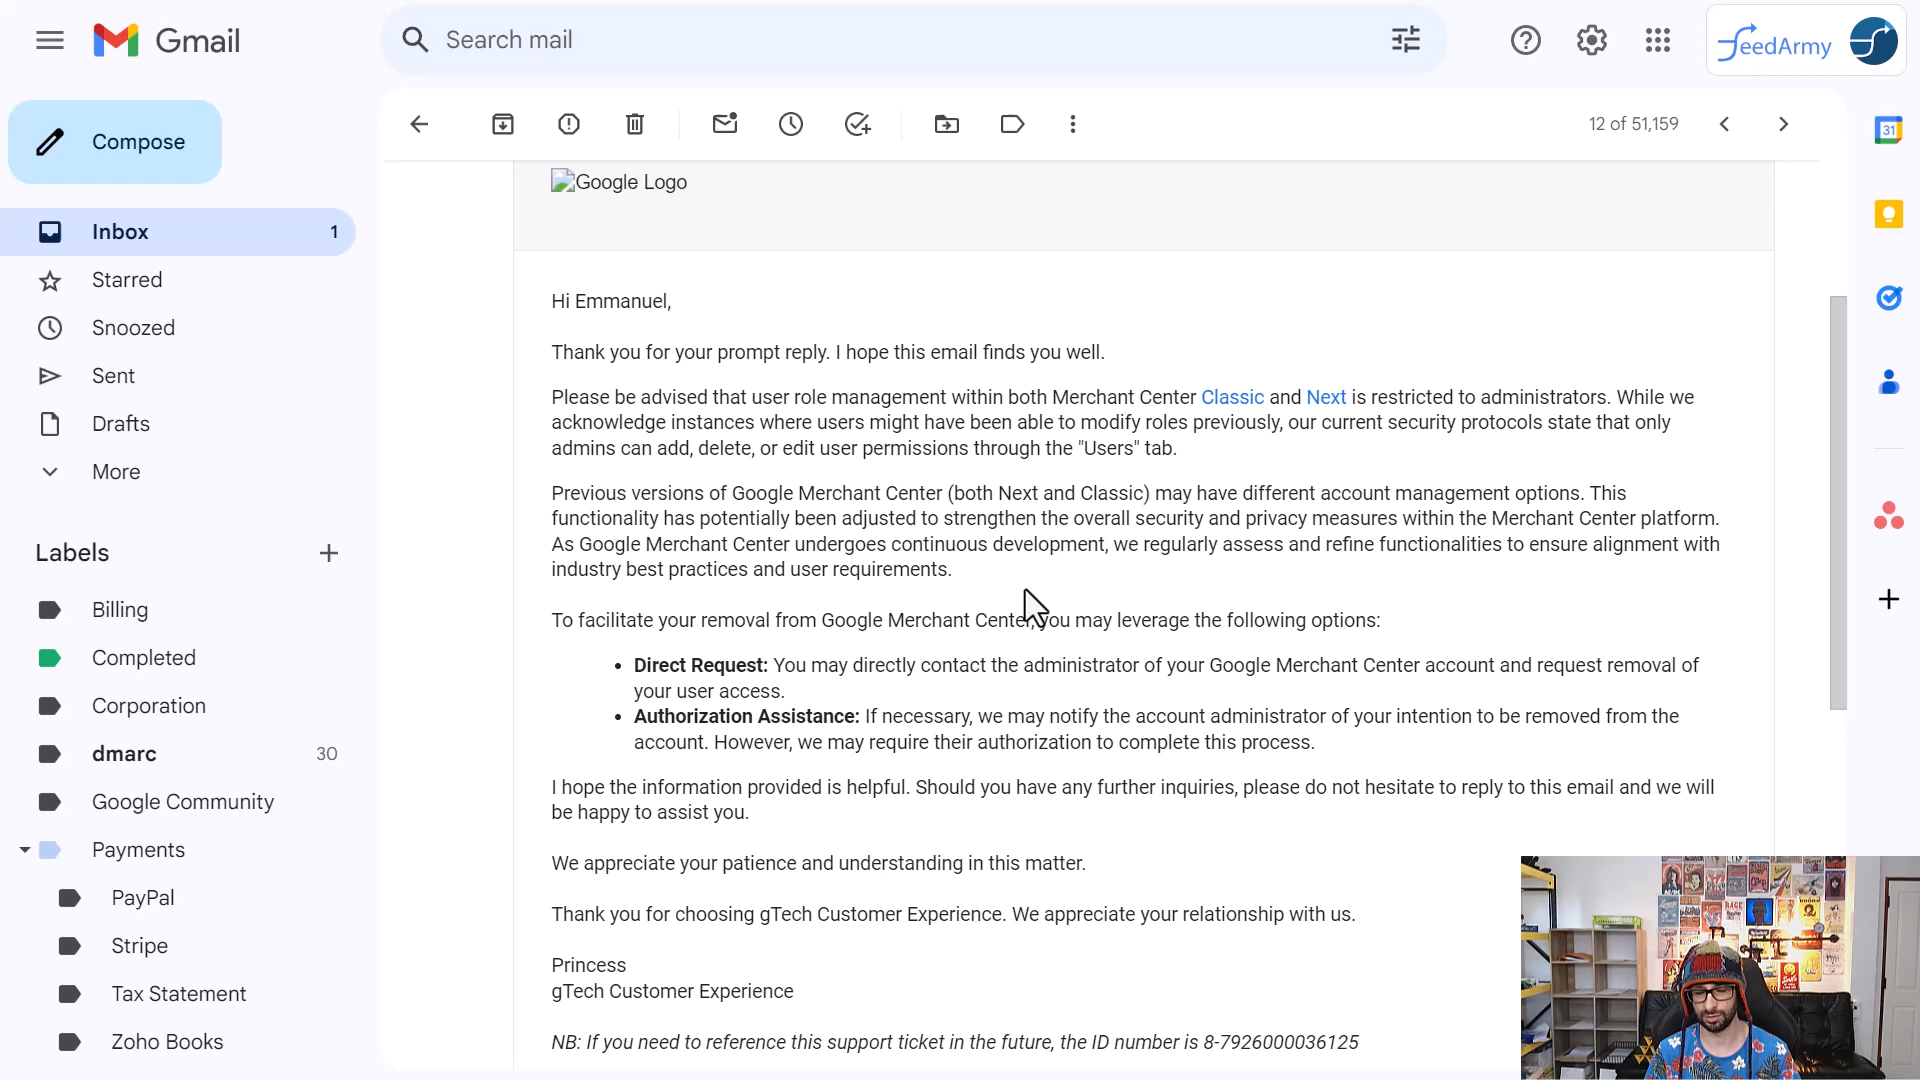 Gmail
Search mail
FeedArmy
Compose
12 of 51,159
31
Inbox 1
Starred
Snoozed
Sent
Drafts
More
Labels
Billing
Completed
Corporation
dmarc 30
Google Community
Payments
PayPal
Stripe
Tax Statement
Zoho Books
Google Logo
Hi Emmanuel,
Thank you for your prompt reply. I hope this email finds you well.
Please be advised that user role management within both Merchant Center Classic and Next is restricted to administrators. While we
acknowledge instances where users might have been able to modify roles previously, our current security protocols state that only
admins can add, delete, or edit user permissions through the "Users" tab.
Previous versions of Google Merchant Center (both Next and Classic) may have different account management options. This
functionality has potentially been adjusted to strengthen the overall security and privacy measures within the Merchant Center platform.
As Google Merchant Center undergoes continuous development, we regularly assess and refine functionalities to ensure alignment with
industry best practices and user requirements.
To facilitate your removal from Google Merchant Center, you may leverage the following options:
• Direct Request: You may directly contact the administrator of your Google Merchant Center account and request removal of
your user access.
• Authorization Assistance: If necessary, we may notify the account administrator of your intention to be removed from the
account. However, we may require their authorization to complete this process.
I hope the information provided is helpful. Should you have any further inquiries, please do not hesitate to reply to this email and we will
be happy to assist you.
We appreciate your patience and understanding in this matter.
Thank you for choosing gTech Customer Experience. We appreciate your relationship with us.
Princess
gTech Customer Experience
NB: If you need to reference this support ticket in the future, the ID number is 8-7926000036125